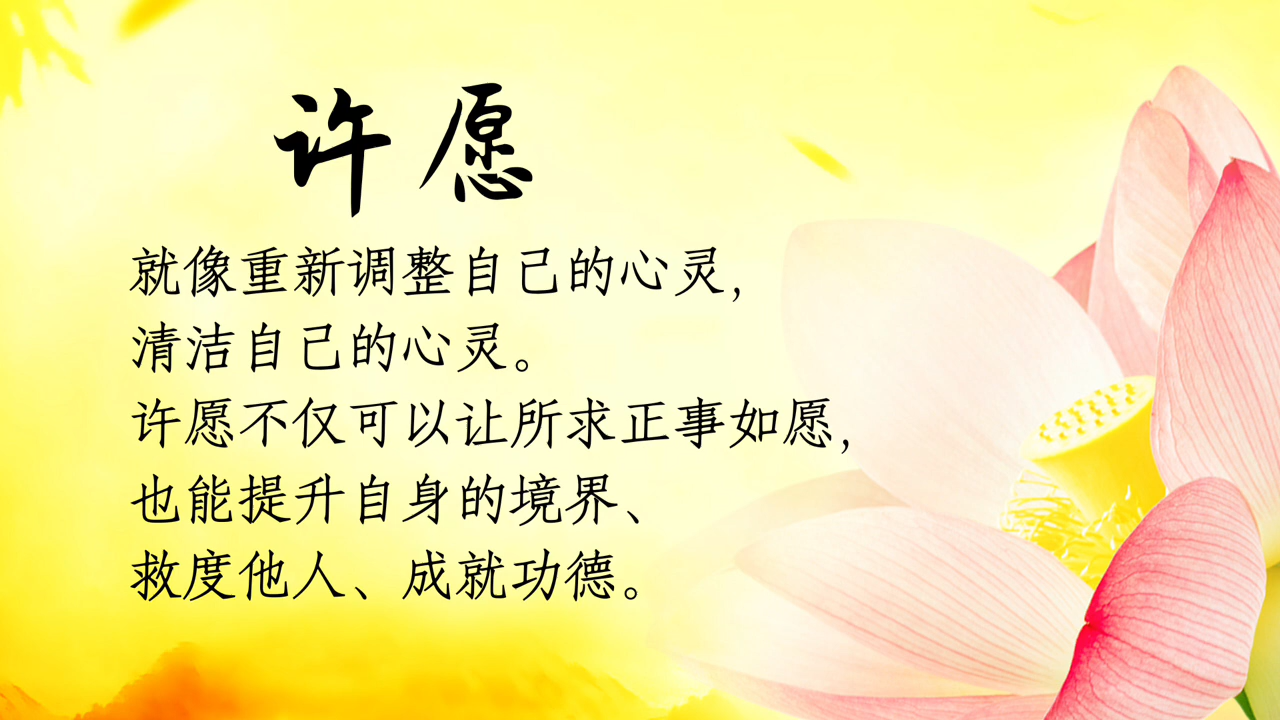 许愿
就像重新调整自己的心灵，
清洁自己的心灵。
许愿不仅可以让所求正事如愿，
也能提升自身的境界、
救度他人、成就功德。